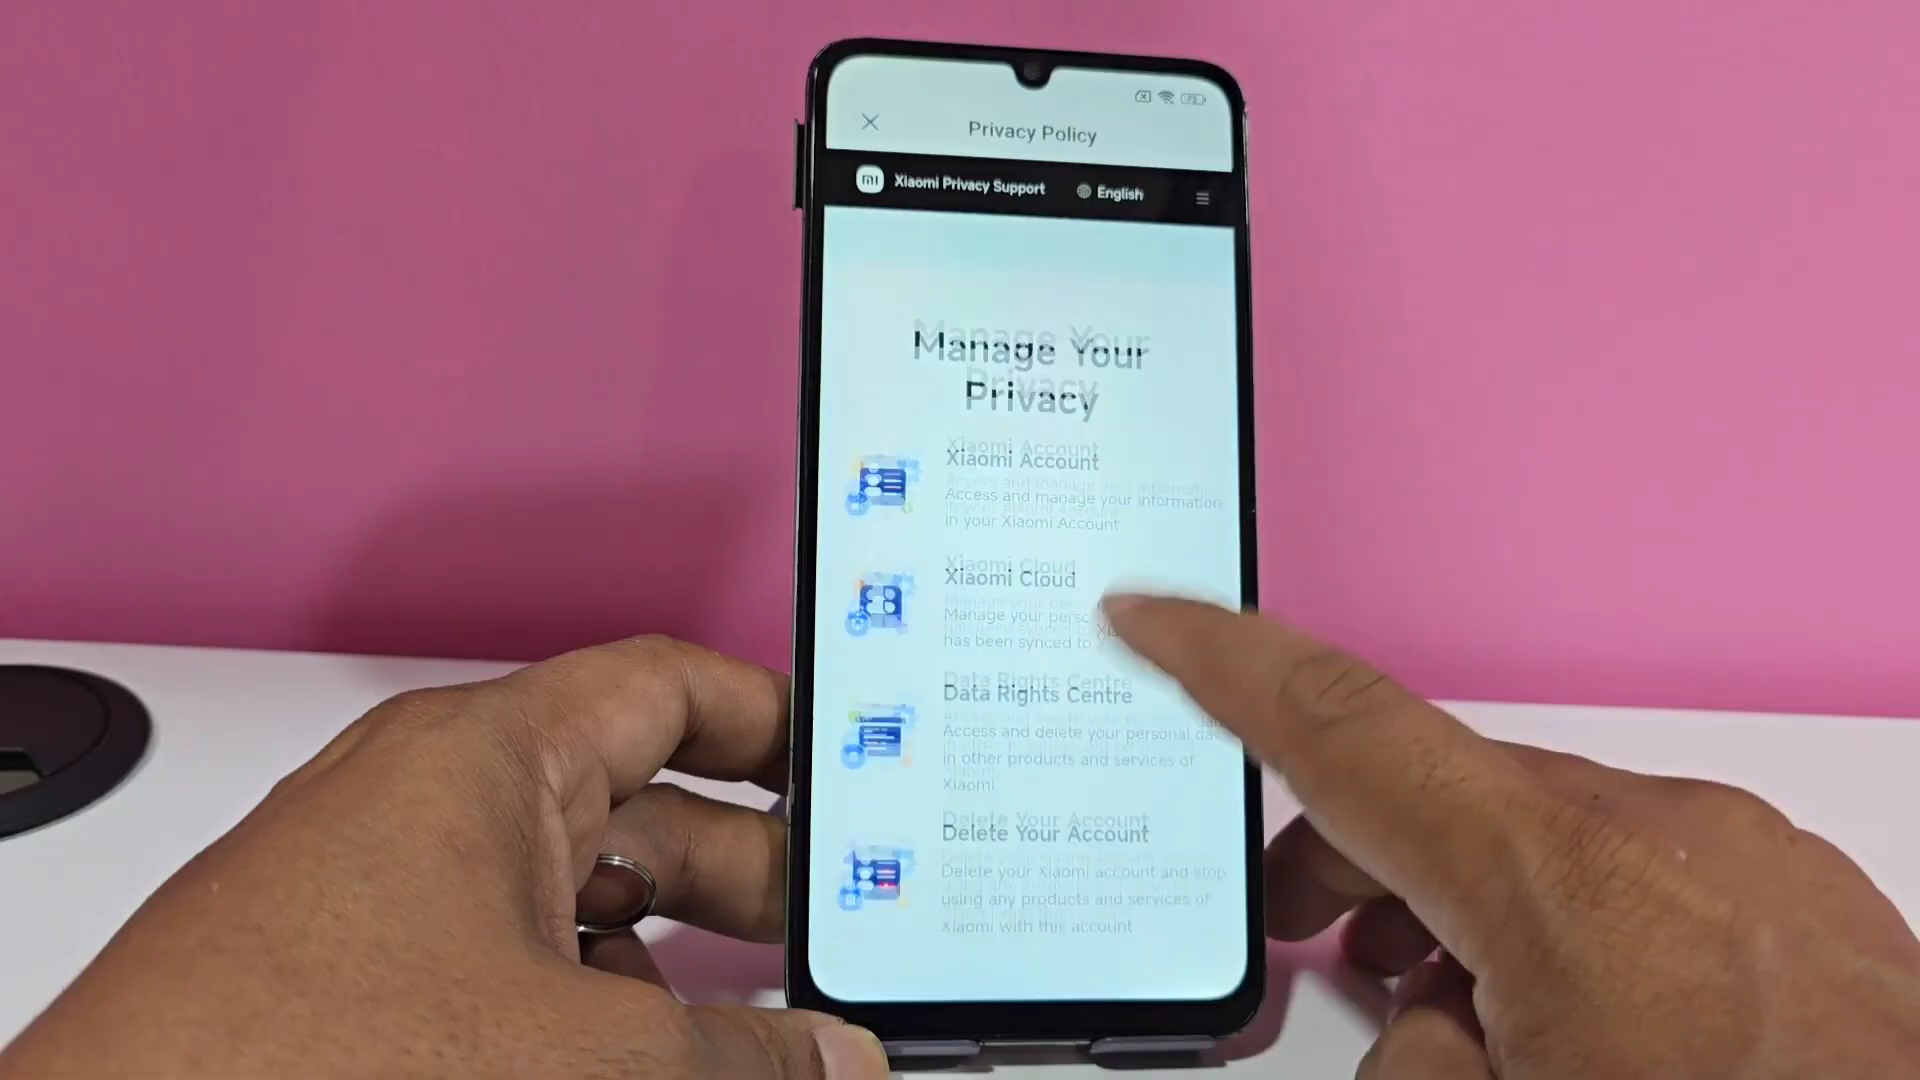 Privacy Policy
Xiaomi Privacy Support English
Manage Your
Privacy
Xiaomi Account
Access and manage your information
in your Xiaomi Account
Xiaomi Cloud
Manage your
has been synced to
Data Rights Centre
Access and delete your personal
in other products and services of
Xiaomi
Delete Your Account
Delete your Xiaomi account and stop
using any products and services of
Xiaomi with this account